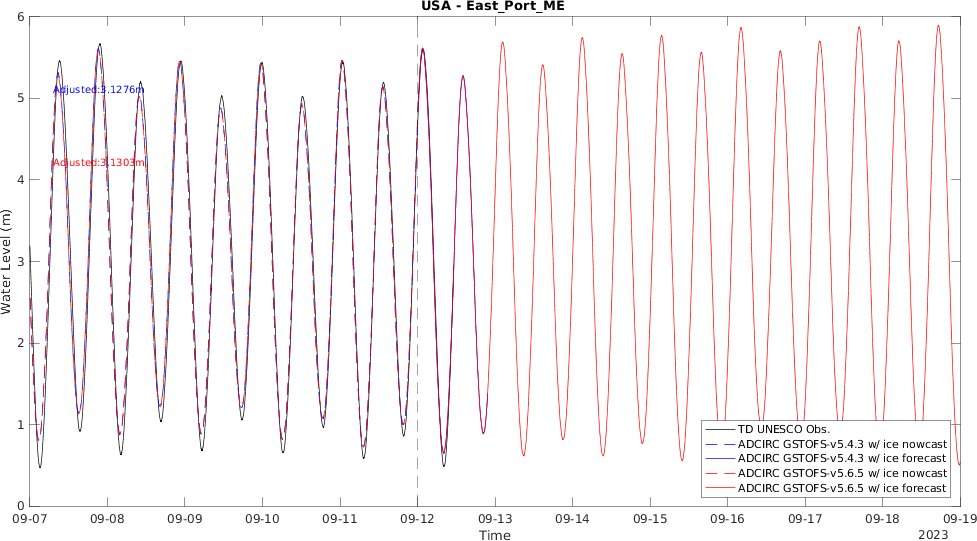 USA - East_Port_ME
6
5
4
3
2
1
0
Water Level (m)
Adjusted:3.1276m
Adjusted:3.1303m
TD UNESCO Obs.
ADCIRC GSTOFS-v5.4.3 w/ ice nowcast
ADCIRC GSTOFS-v5.4.3 w/ ice forecast
ADCIRC GSTOFS-v5.6.5 w/ ice nowcast
ADCIRC GSTOFS-v5.6.5 w/ ice forecast
09-07 09-08 09-09 09-10 09-11 09-12 09-13 09-14 09-15 09-16 09-17 09-18 09-19
Time
2023